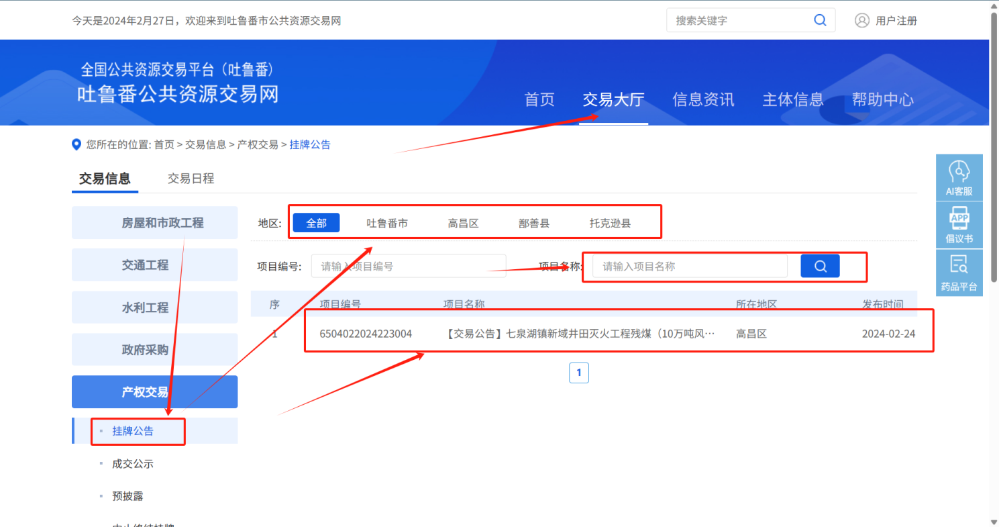 今天是2024年2月27日，欢迎来到吐鲁番市公共资源交易网
搜索关键字
用户注册
全国公共资源交易平台（吐鲁番）
吐鲁番公共资源交易网
首页 交易大厅 信息资讯 主体信息 帮助中心
您所在的位置: 首页 > 交易信息 > 产权交易 > 挂牌公告
交易信息 交易日程
AI客服
APP
倡议书
药品平台
房屋和市政工程
交通工程
水利工程
政府采购
产权交易
挂牌公告
成交公示
预披露
中止终结挂牌
地区: 全部 吐鲁番市 高昌区 鄯善县 托克逊县
项目编号: 请输入项目编号 项目名称: 请输入项目名称
序 项目编号 项目名称 所在地区 发布时间
1 6504022024223004 【交易公告】七泉湖镇新域井田灭火工程残煤（10万吨风… 高昌区 2024-02-24
1